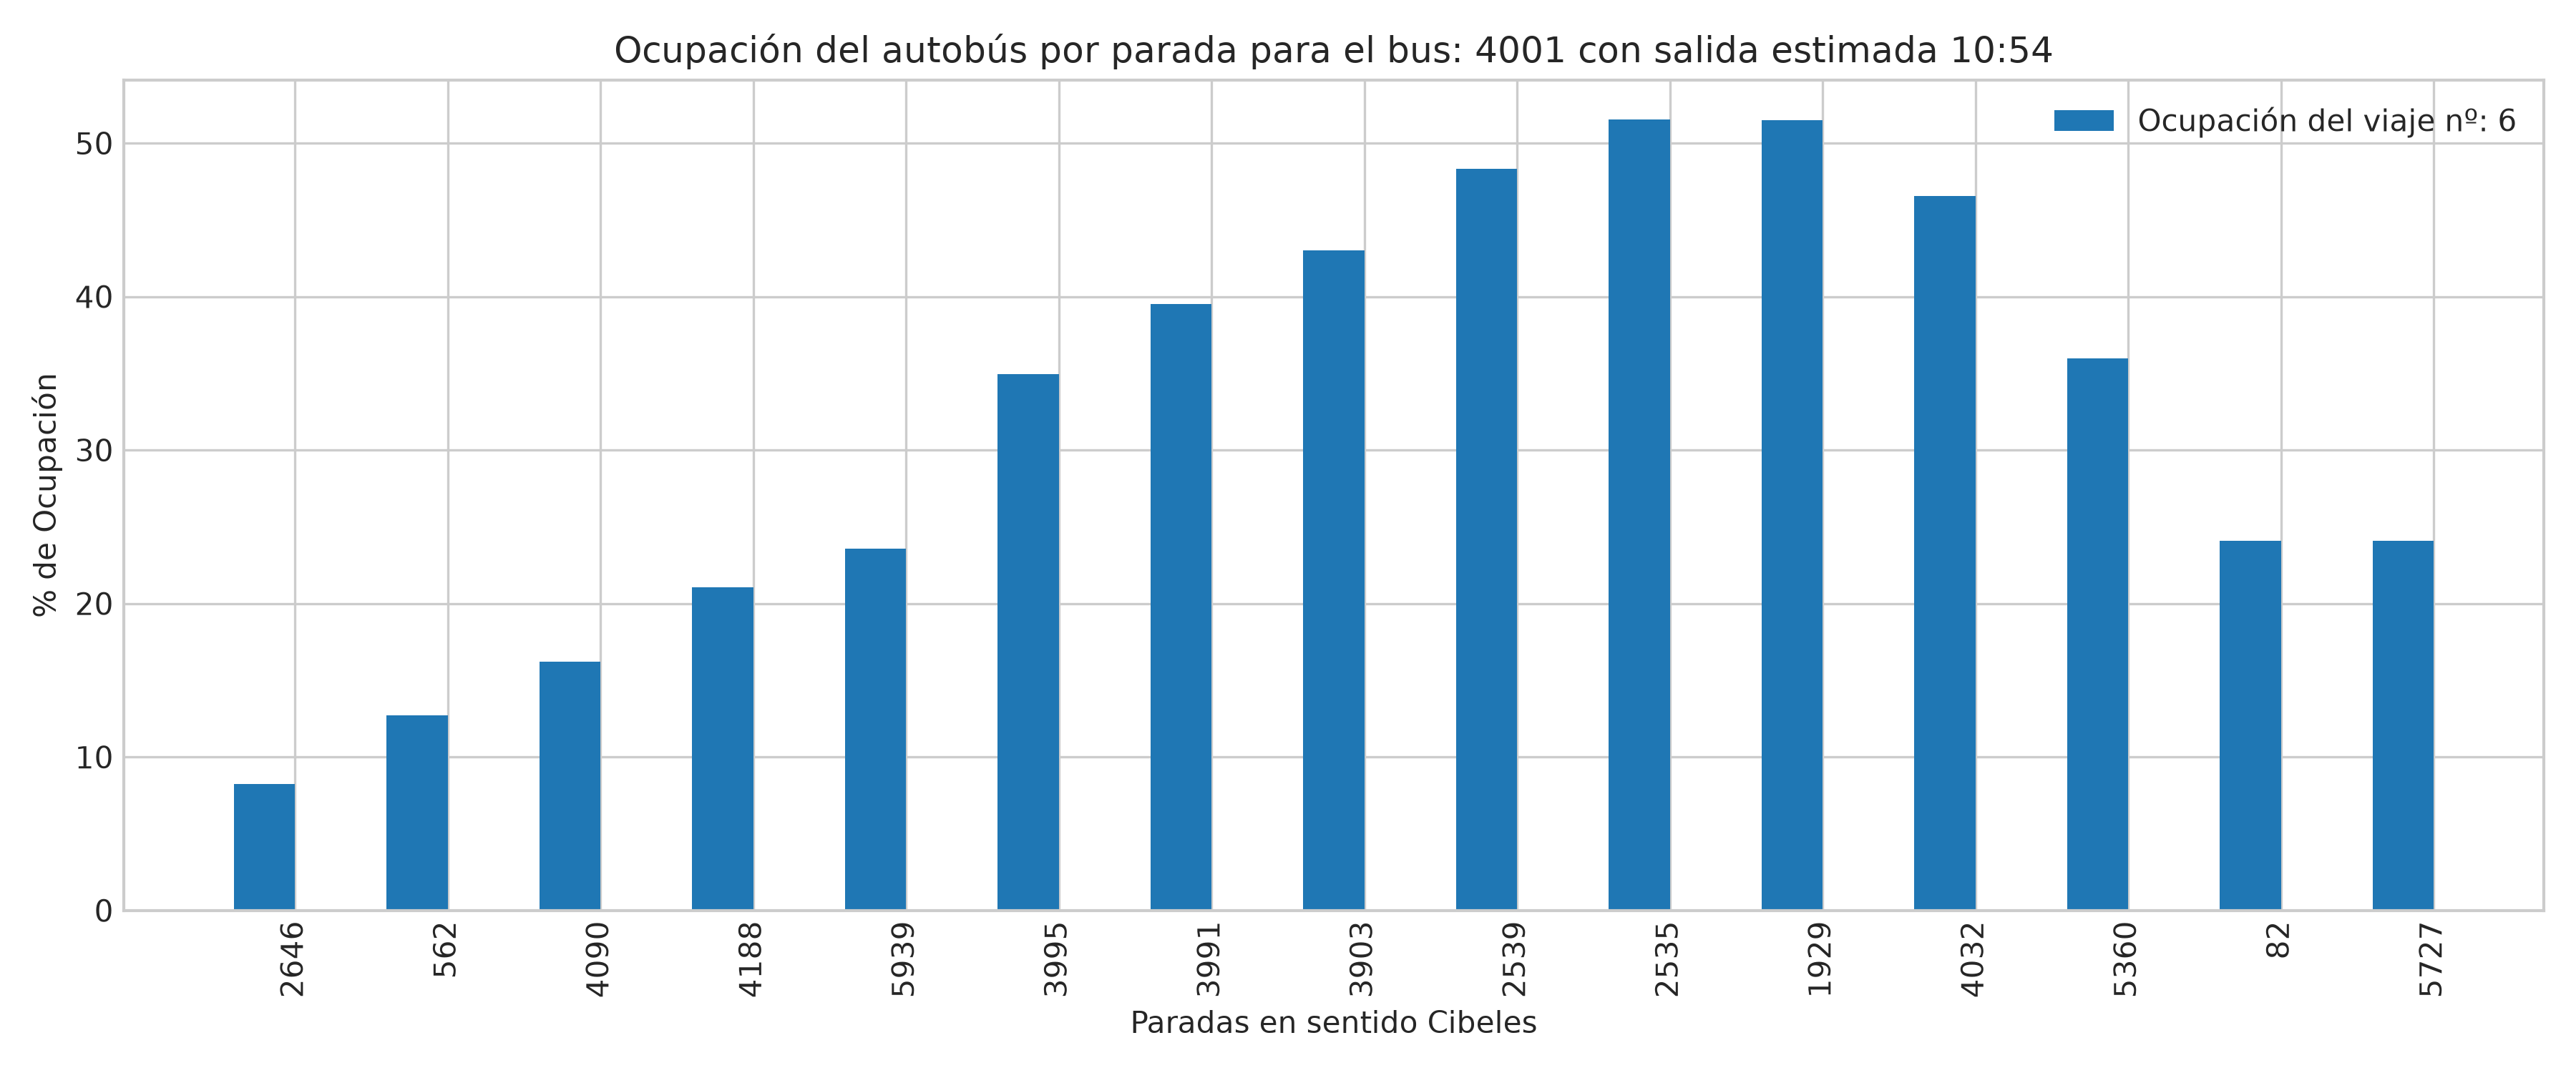 Ocupación del autobús por parada para el bus: 4001 con salida estimada 10:54
Ocupación del viaje nº: 6
% de Ocupación
50
40
30
20
10
0
2646 562 4090 4188 5939 3995 3991 3903 2539 2535 1929 4032 5360 82 5727
Paradas en sentido Cibeles